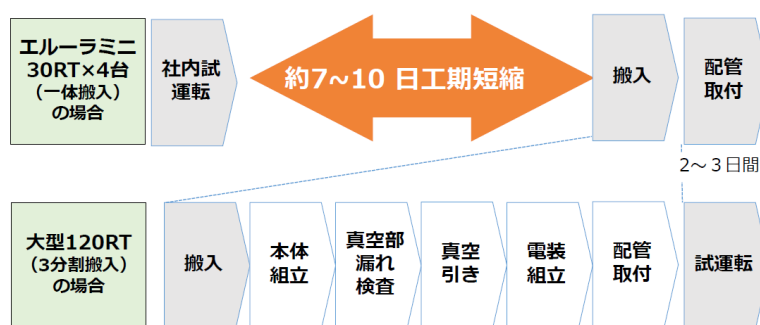 エルーラミニ
30RT×4台
（一体搬入）
の場合
社内試
運転
約7~10 日工期短縮
搬入
配管
取付
2～３日間
大型120RT
（3分割搬入）
の場合
搬入
本体
組立
真空部
漏れ
検査
真空
引き
電装
組立
配管
取付
試運転